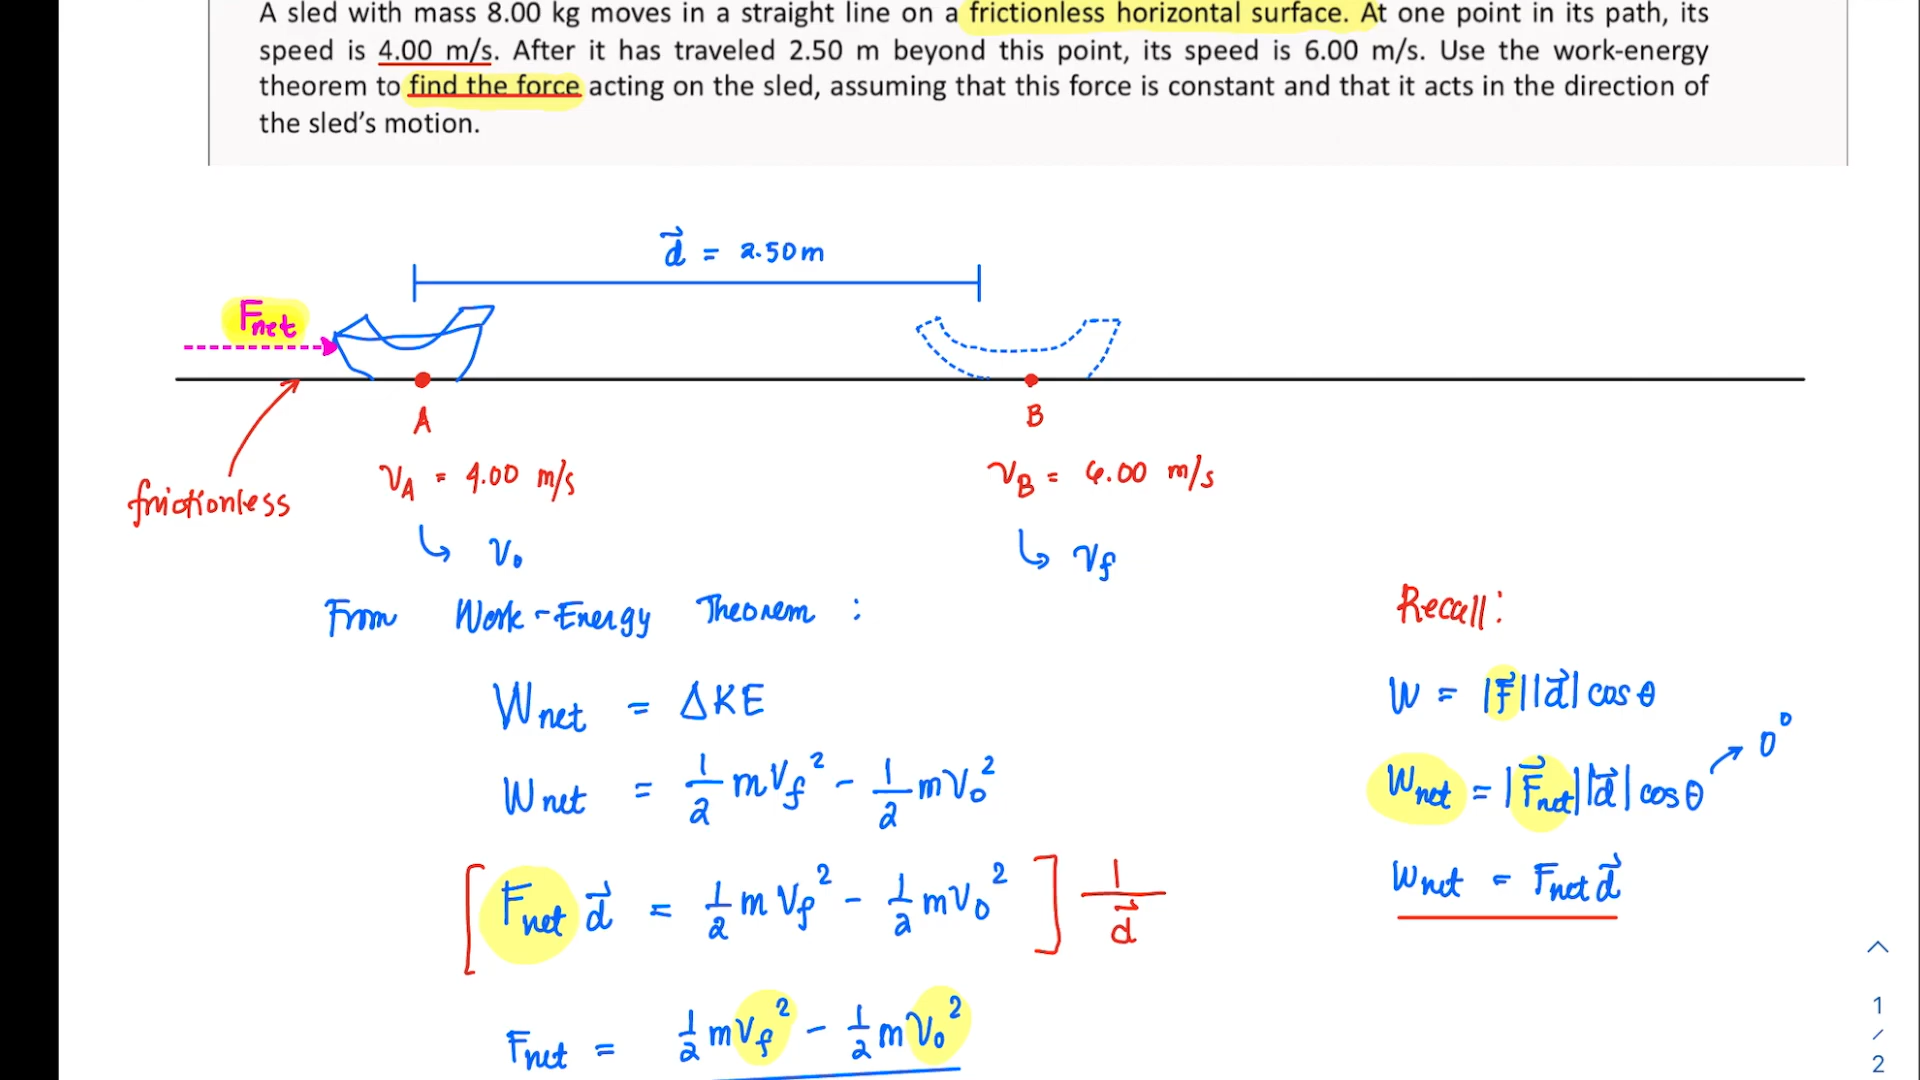 A sled with mass 8.00 kg moves in a straight line on a frictionless horizontal surface. At one point in its path, its
speed is 4.00 m/s. After it has traveled 2.50 m beyond this point, its speed is 6.00 m/s. Use the work-energy
theorem to find the force acting on the sled, assuming that this force is constant and that it acts in the direction of
the sled's motion.
d⃗ = 2.50 m
Fnet
A
B
frictionless
vA = 4.00 m/s
vB = 6.00 m/s
↳ v₀
↳ vf
From Work-Energy Theorem :
Wnet = ΔKE
Wnet = 1/2 mvf² - 1/2 mv₀²
[Fnet d⃗ = 1/2 mvf² - 1/2 mv₀²] 1/d⃗
Fnet = 1/2 mvf² - 1/2 mv₀²
Recall:
W = |F⃗||d⃗| cos θ
0°
Wnet = |F⃗net||d⃗| cos θ
Wnet = Fnet d⃗
1
/
2